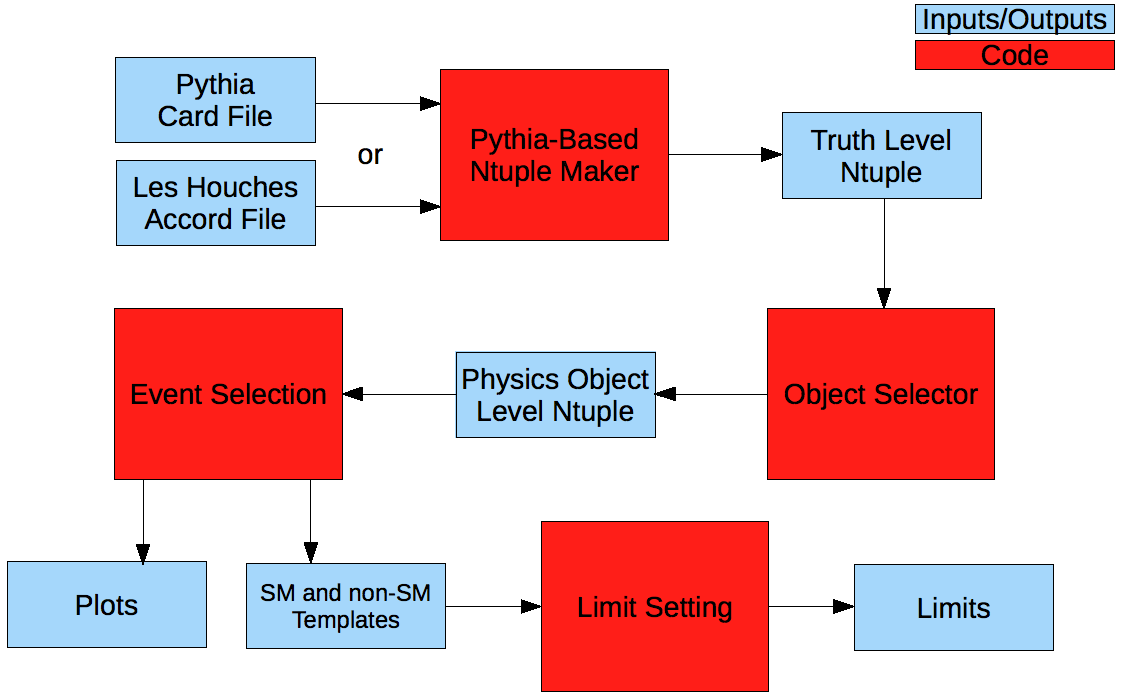 Inputs/Outputs
Code
Pythia
Card File
or
Les Houches
Accord File
Pythia-Based
Ntuple Maker
Truth Level
Ntuple
Event Selection
Physics Object
Level Ntuple
Object Selector
Plots
SM and non-SM
Templates
Limit Setting
Limits